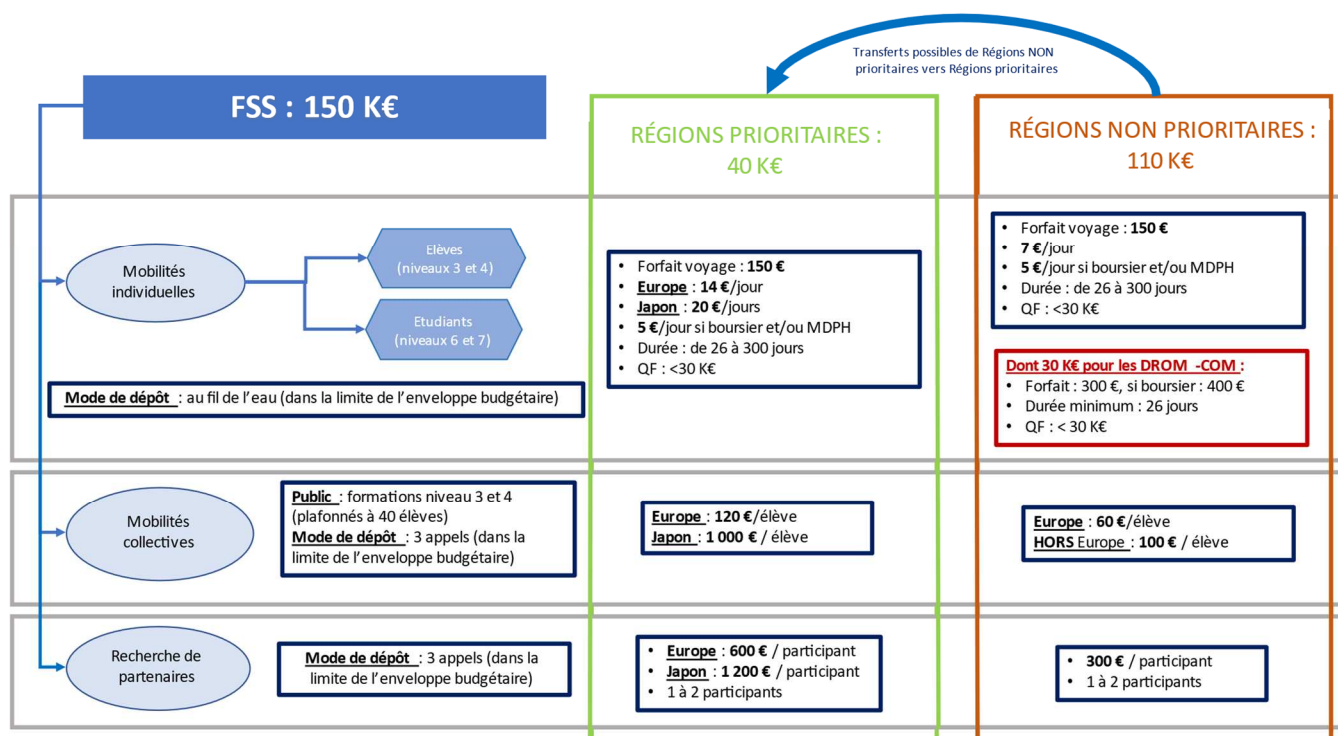 Transferts possibles de Régions NON
prioritaires vers Régions prioritaires
FSS : 150 K€
RÉGIONS PRIORITAIRES :
40 K€
RÉGIONS NON PRIORITAIRES :
110 K€
Mobilités
individuelles
Elèves
(niveaux 3 et 4)
Etudiants
(niveaux 6 et 7)
Mode de dépôt : au fil de l'eau (dans la limite de l'enveloppe budgétaire)
• Forfait voyage : 150 €
• Europe : 14 €/jour
• Japon : 20 €/jours
• 5 €/jour si boursier et/ou MDPH
• Durée : de 26 à 300 jours
• QF : <30 K€
• Forfait voyage : 150 €
• 7 €/jour
• 5 €/jour si boursier et/ou MDPH
• Durée : de 26 à 300 jours
• QF : <30 K€
Dont 30 K€ pour les DROM -COM :
• Forfait : 300 €, si boursier : 400 €
• Durée minimum : 26 jours
• QF : < 30 K€
Mobilités
collectives
Public : formations niveau 3 et 4
(plafonnés à 40 élèves)
Mode de dépôt : 3 appels (dans la
limite de l'enveloppe budgétaire)
Europe : 120 €/élève
Japon : 1 000 € / élève
Europe : 60 €/élève
HORS Europe : 100 € / élève
Recherche de
partenaires
Mode de dépôt : 3 appels (dans la
limite de l'enveloppe budgétaire)
• Europe : 600 € / participant
• Japon : 1 200 € / participant
• 1 à 2 participants
• 300 € / participant
• 1 à 2 participants